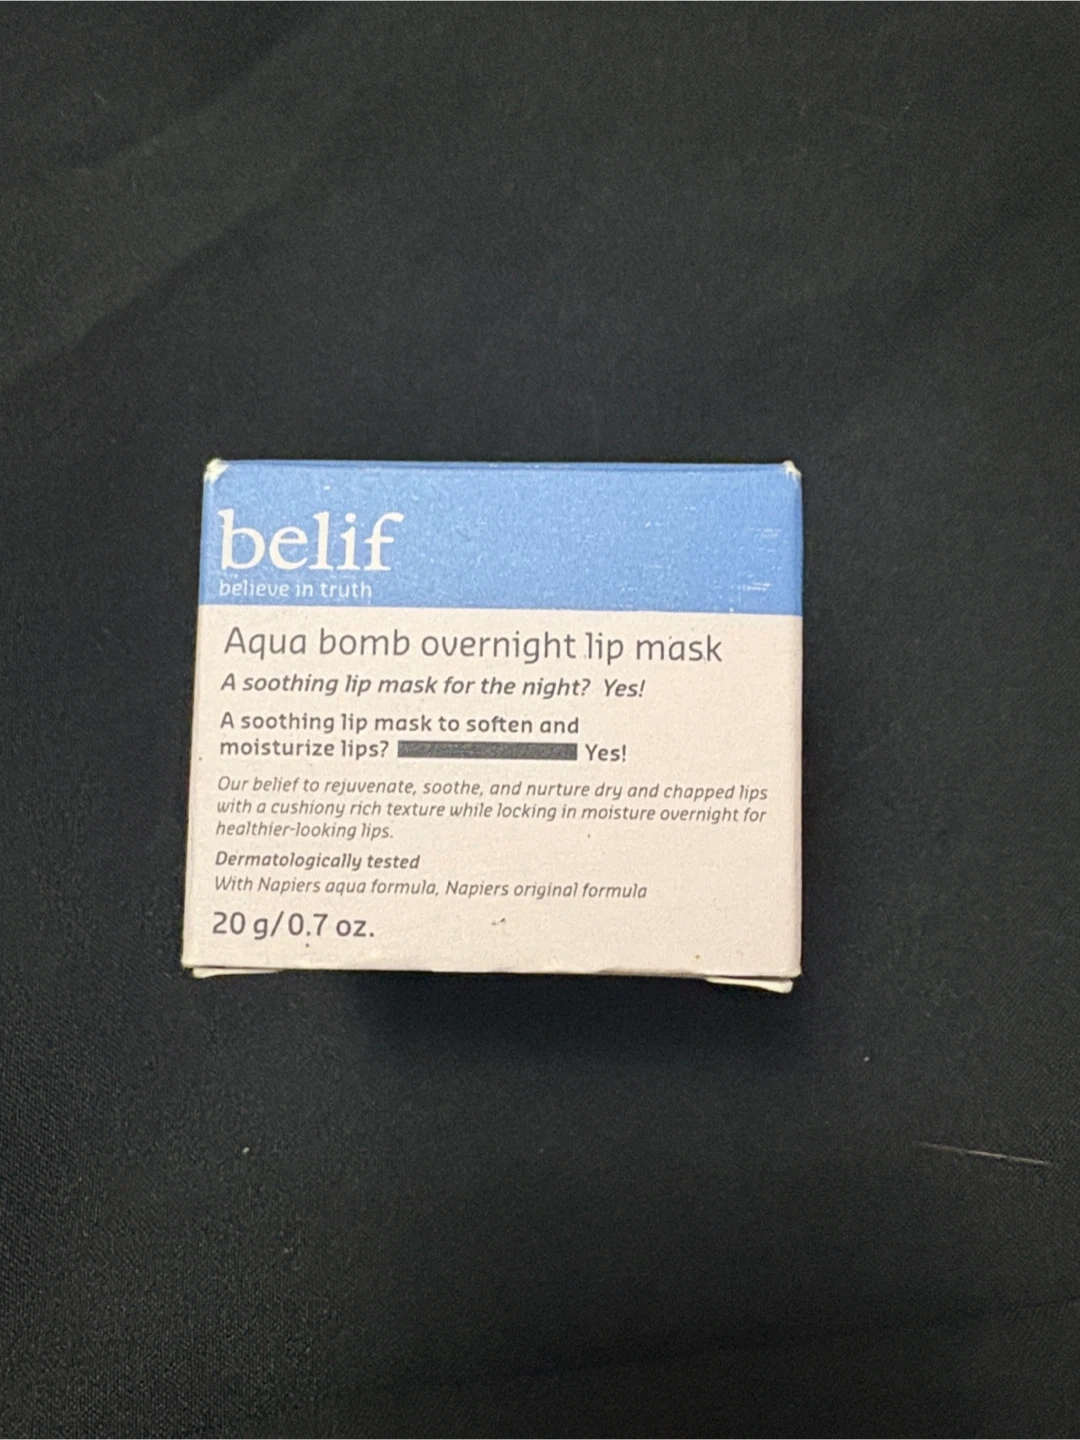 belif
believe in truth
Aqua bomb overnight lip mask
A soothing lip mask for the night? Yes!
A soothing lip mask to soften and
moisturize lips? Yes!
Our belief to rejuvenate, soothe, and nurture dry and chapped lips
with a cushiony rich texture while locking in moisture overnight for
healthier-looking lips.
Dermatologically tested
With Napiers aqua formula, Napiers original formula
20 g/0.7 oz.